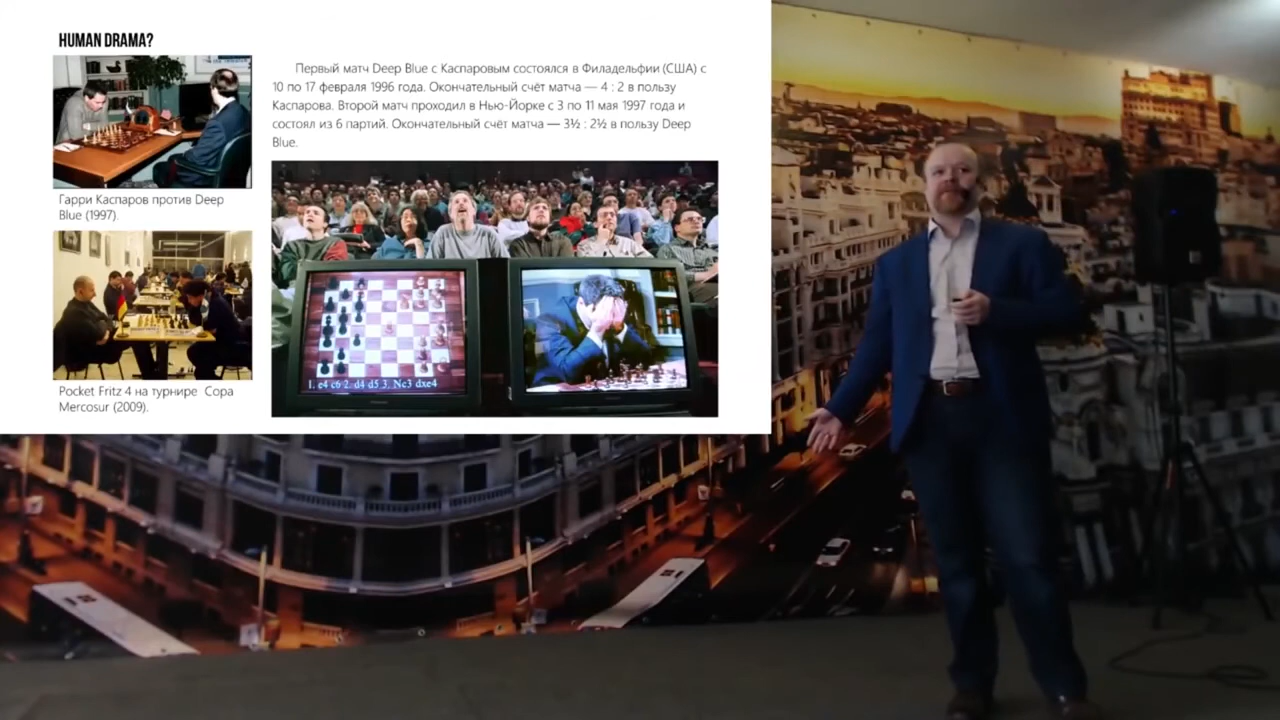 HUMAN DRAMA?
Первый матч Deep Blue с Каспаровым состоялся в Филадельфии (США) с
10 по 17 февраля 1996 года. Окончательный счёт матча — 4 : 2 в пользу
Каспарова. Второй матч проходил в Нью-Йорке с 3 по 11 мая 1997 года и
состоял из 6 партий. Окончательный счёт матча — 3½ : 2½ в пользу Deep
Blue.
Гарри Каспаров против Deep
Blue (1997).
1. e4 c6 2. d4 d5 3. Nc3 dxe4
Pocket Fritz 4 на турнире Copa
Mercosur (2009).